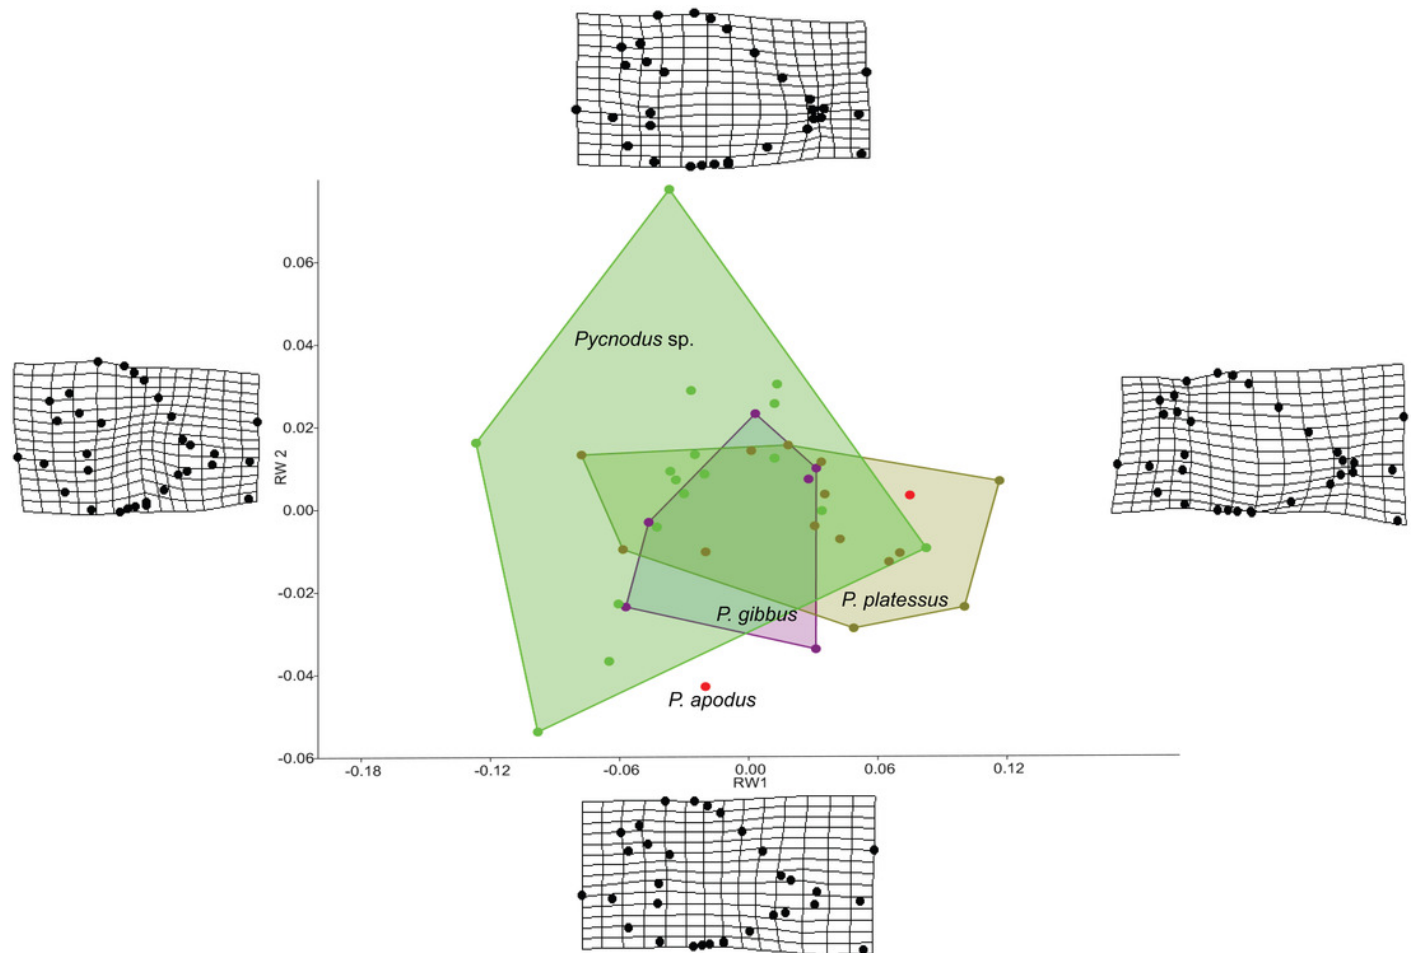 0.06
Pycnodus sp.
0.04
0.02
RW 2
0.00
-0.02
P. gibbus
P. platessus
-0.04
P. apodus
-0.06
-0.18
-0.12
-0.06
0.00
0.06
0.12
RW1